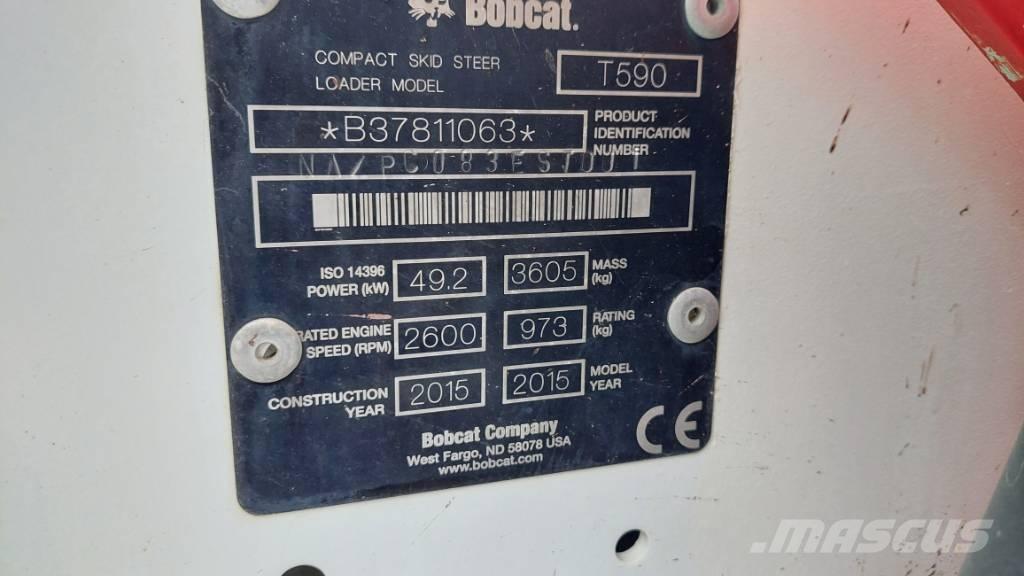 Bobcat.
COMPACT SKID STEER
LOADER MODEL
T590
*B37811063*
PRODUCT
IDENTIFICATION
NUMBER
ISO 14396
POWER (kW)
49.2
3605
MASS
(kg)
RATED ENGINE
SPEED (RPM)
2600
973
RATING
(kg)
CONSTRUCTION
YEAR
2015
2015
MODEL
YEAR
Bobcat Company
West Fargo, ND 58078 USA
www.bobcat.com
CE
MASCUS